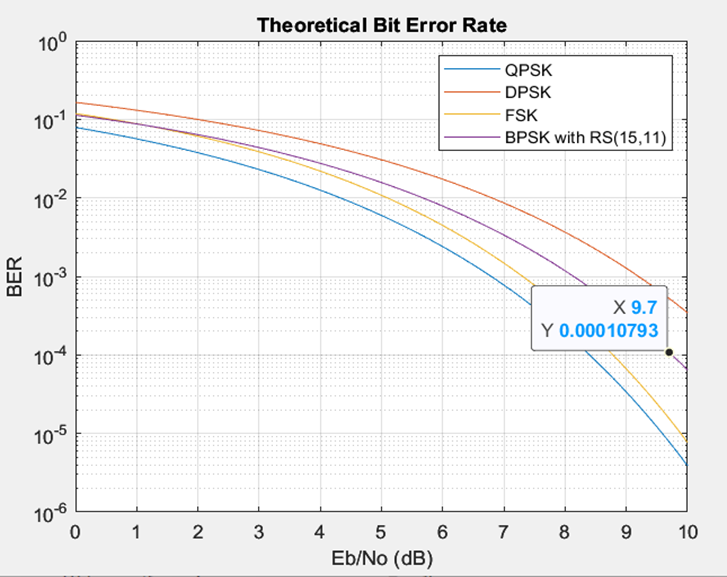 Theoretical Bit Error Rate
10^0
QPSK
DPSK
FSK
BPSK with RS(15,11)
10^-1
10^-2
10^-3
X 9.7
Y 0.00010793
10^-4
10^-5
10^-6
BER
0 1 2 3 4 5 6 7 8 9 10
Eb/No (dB)